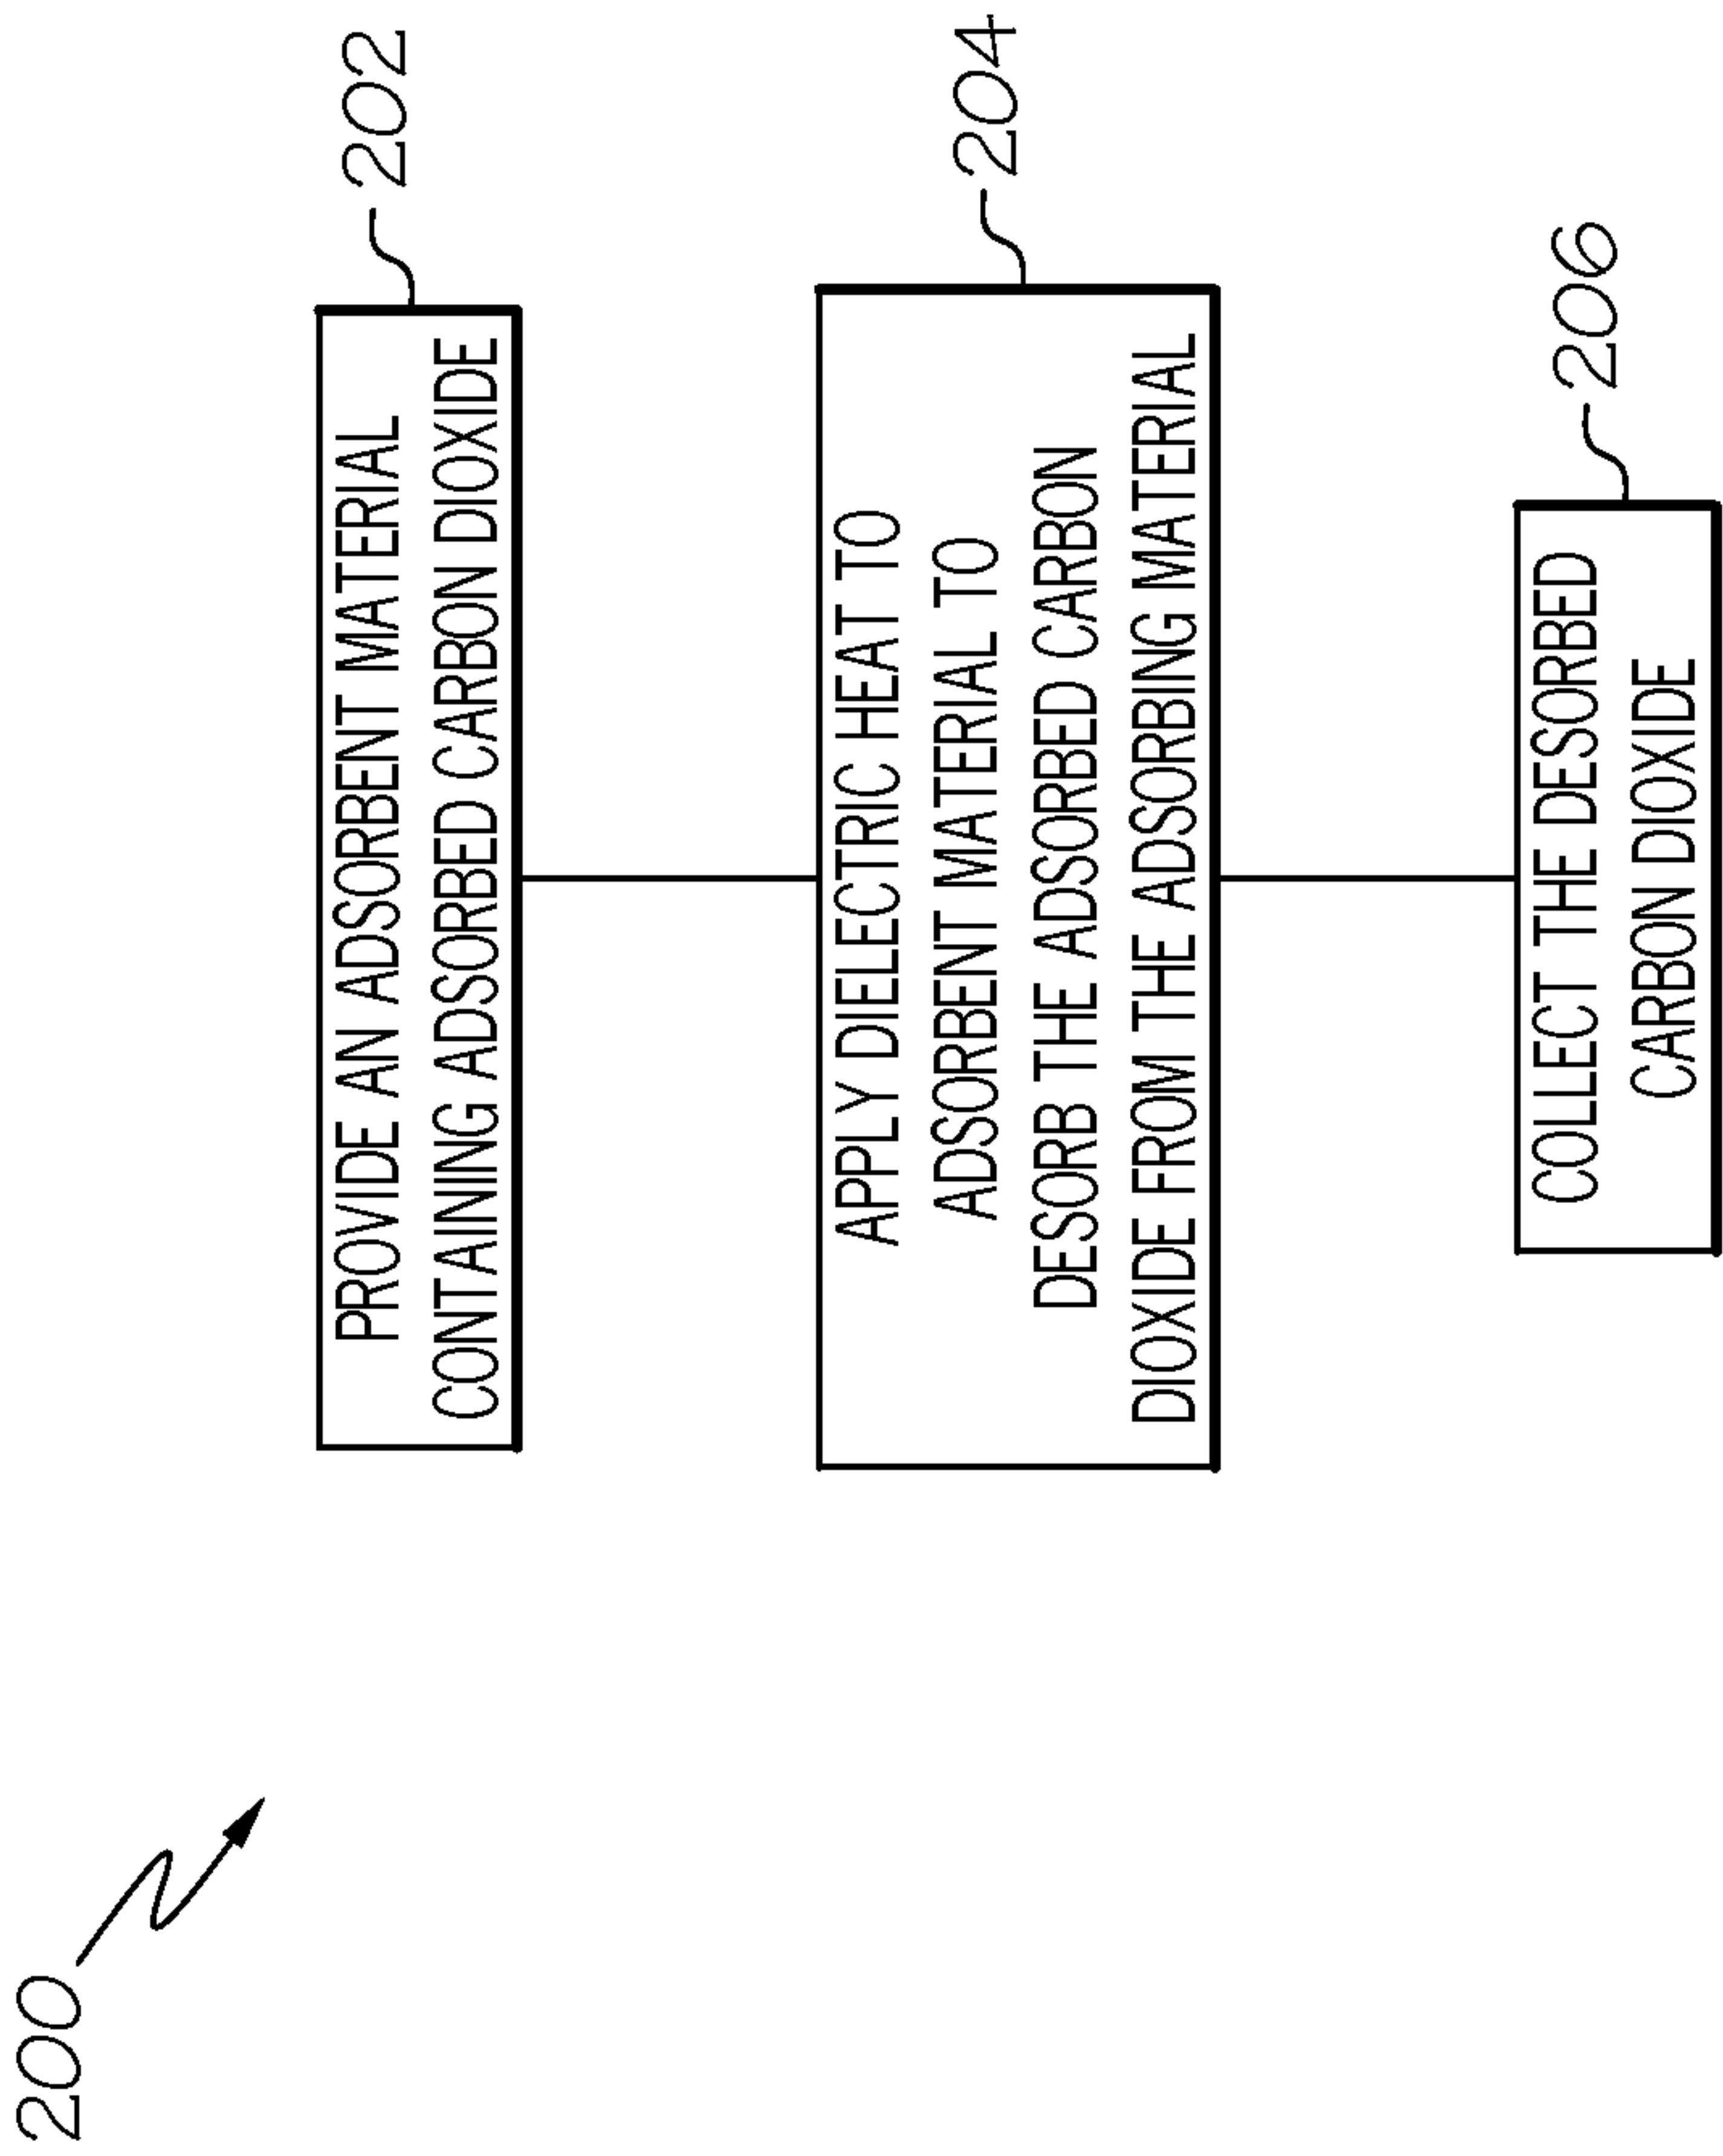 200
PROVIDE AN ADSORBENT MATERIAL
CONTAINING ADSORBED CARBON DIOXIDE
202
APPLY DIELECTRIC HEAT TO
ADSORBENT MATERIAL TO
DESORB THE ADSORBED CARBON
DIOXIDE FROM THE ADSORBING MATERIAL
204
COLLECT THE DESORBED
CARBON DIOXIDE
206